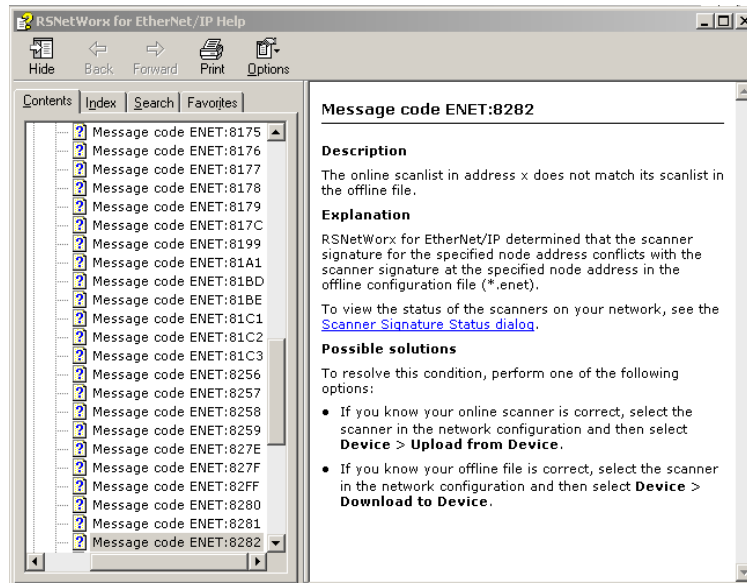 RSNetWorx for EtherNet/IP Help
Hide Back Forward Print Options
Contents Index Search Favorites
Message code ENET:8175
Message code ENET:8176
Message code ENET:8177
Message code ENET:8178
Message code ENET:8179
Message code ENET:817C
Message code ENET:8199
Message code ENET:81A1
Message code ENET:81BD
Message code ENET:81BE
Message code ENET:81C1
Message code ENET:81C2
Message code ENET:81C3
Message code ENET:8256
Message code ENET:8257
Message code ENET:8258
Message code ENET:8259
Message code ENET:827E
Message code ENET:827F
Message code ENET:82FF
Message code ENET:8280
Message code ENET:8281
Message code ENET:8282
Message code ENET:8282
Description
The online scanlist in address x does not match its scanlist in
the offline file.
Explanation
RSNetWorx for EtherNet/IP determined that the scanner
signature for the specified node address conflicts with the
scanner signature at the specified node address in the
offline configuration file (*.enet).
To view the status of the scanners on your network, see the
Scanner Signature Status dialog.
Possible solutions
To resolve this condition, perform one of the following
options:
● If you know your online scanner is correct, select the
scanner in the network configuration and then select
Device > Upload from Device.
● If you know your offline file is correct, select the scanner
in the network configuration and then select Device >
Download to Device.